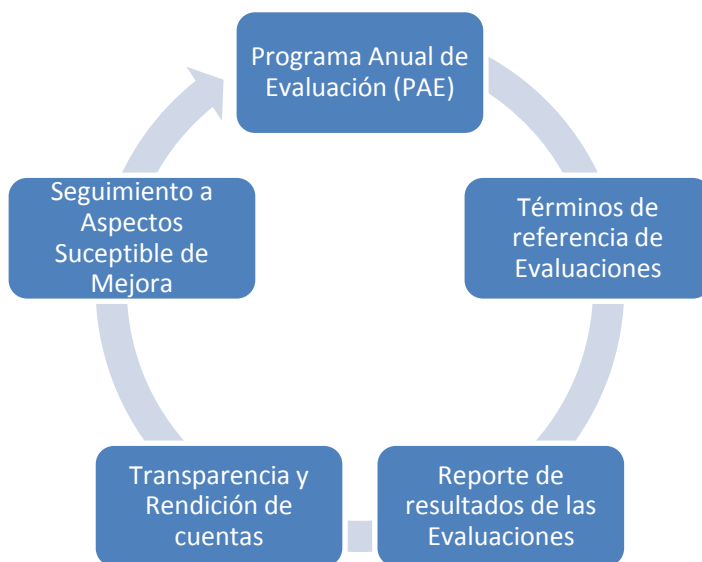 Programa Anual de
Evaluación (PAE)
Términos de
referencia de
Evaluaciones
Reporte de
resultados de las
Evaluaciones
Transparencia y
Rendición de
cuentas
Seguimiento a
Aspectos
Suceptible de
Mejora